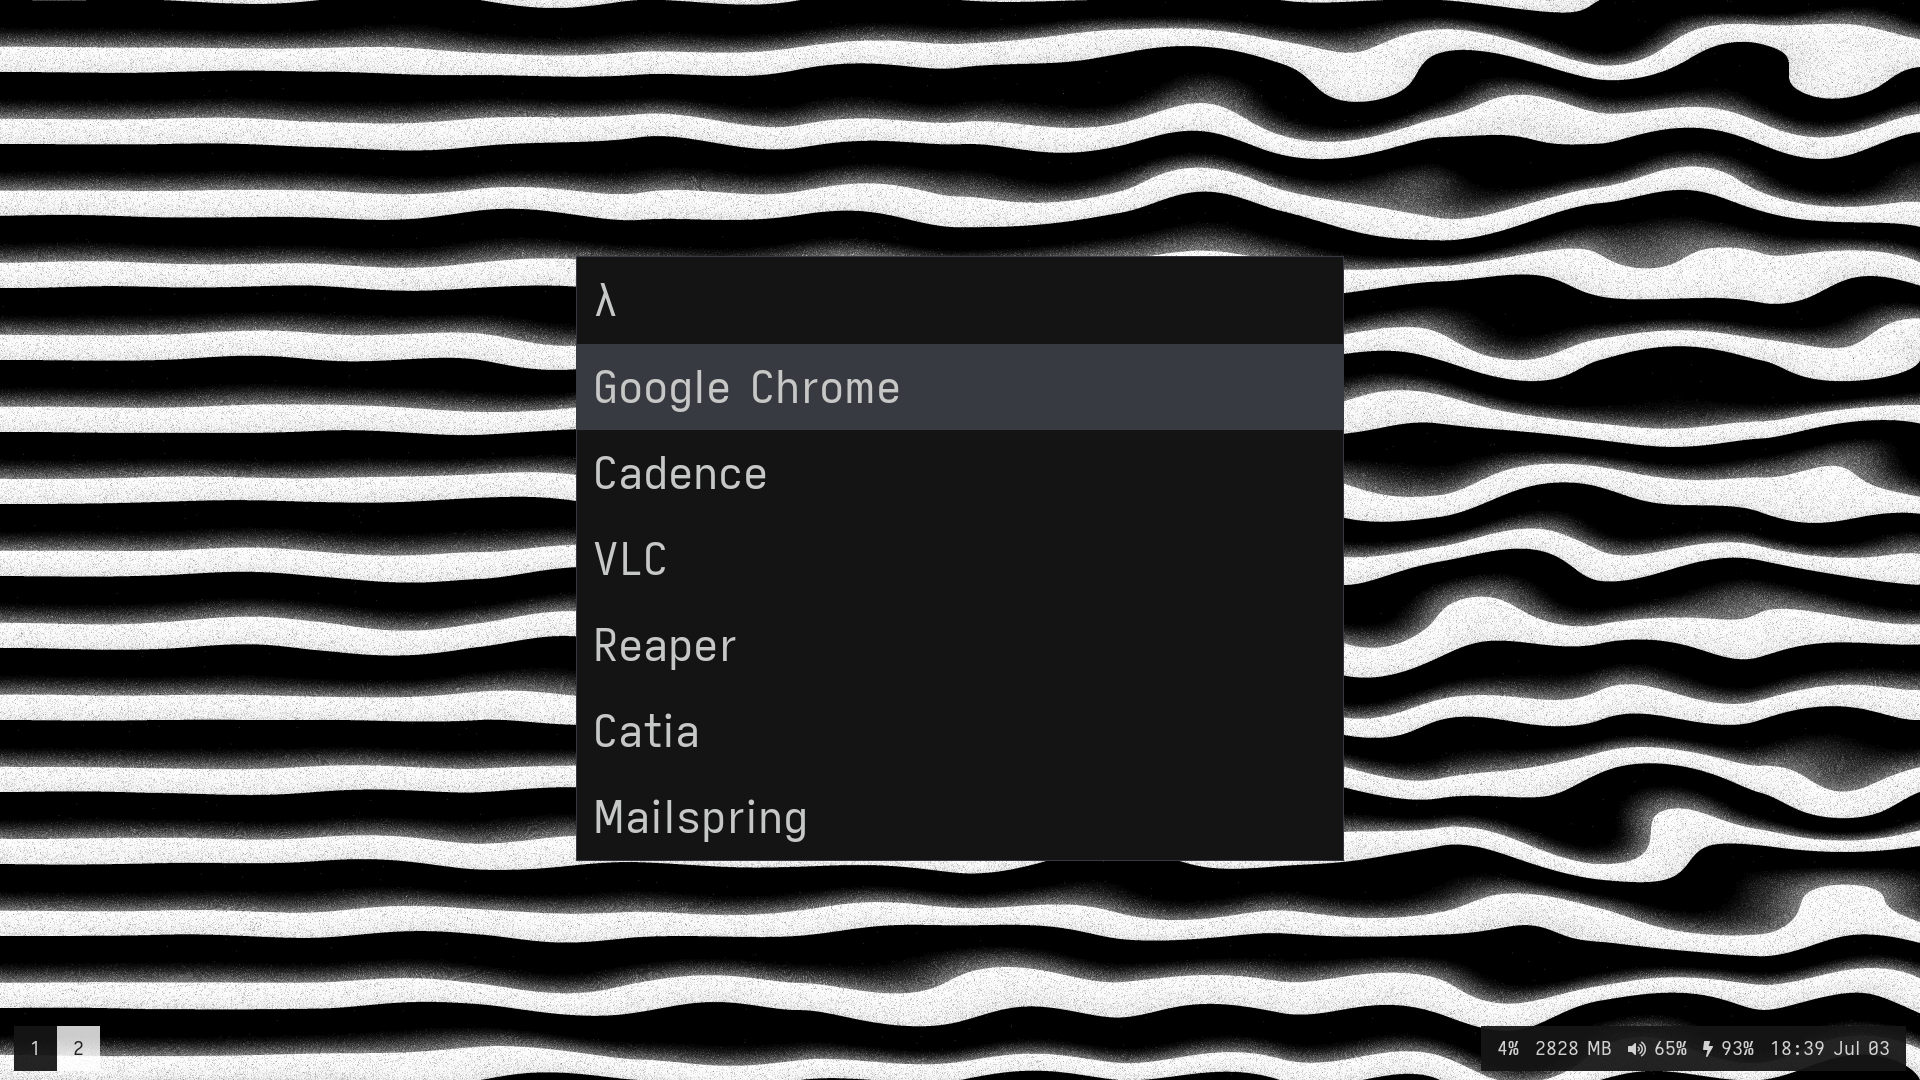 λ
Google Chrome
Cadence
VLC
Reaper
Catia
Mailspring
1 2
4% 2828 MB 65% 93% 18:39 Jul 03